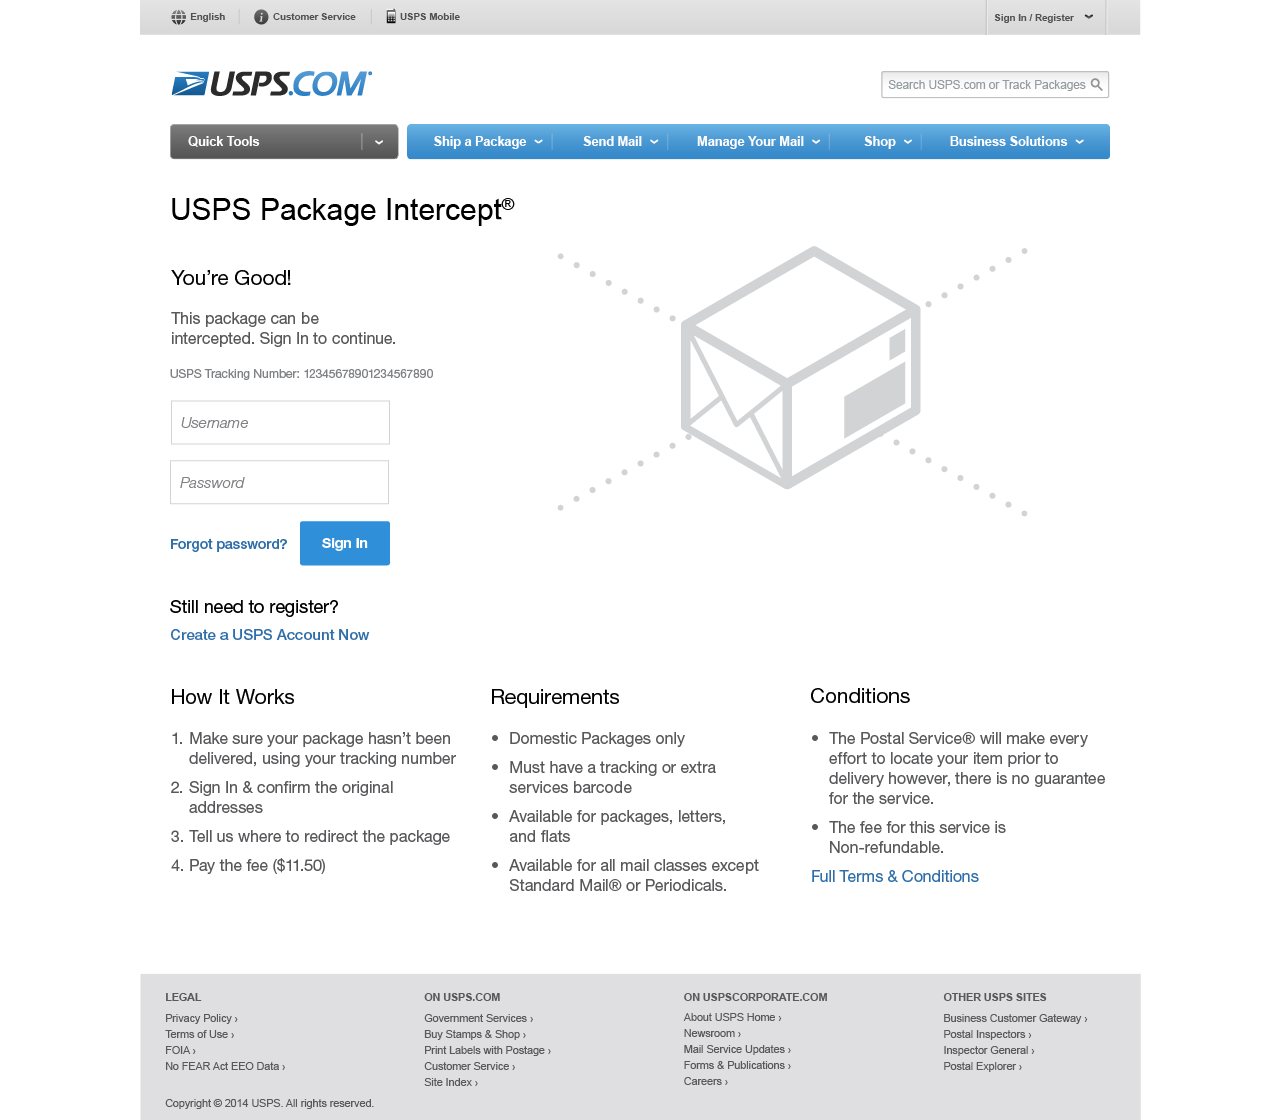 English
Customer Service
USPS Mobile
Sign In / Register
USPS.COM
Search USPS.com or Track Packages
Quick Tools
Ship a Package
Send Mail
Manage Your Mail
Shop
Business Solutions
USPS Package Intercept®
You're Good!
This package can be
intercepted. Sign In to continue.
USPS Tracking Number: 12345678901234567890
Username
Password
Forgot password?
Sign In
Still need to register?
Create a USPS Account Now
How It Works
1. Make sure your package hasn't been
delivered, using your tracking number
2. Sign In & confirm the original
addresses
3. Tell us where to redirect the package
4. Pay the fee ($11.50)
Requirements
• Domestic Packages only
• Must have a tracking or extra
services barcode
• Available for packages, letters,
and flats
• Available for all mail classes except
Standard Mail® or Periodicals.
Conditions
• The Postal Service® will make every
effort to locate your item prior to
delivery however, there is no guarantee
for the service.
• The fee for this service is
Non-refundable.
Full Terms & Conditions
LEGAL
Privacy Policy ›
Terms of Use ›
FOIA ›
No FEAR Act EEO Data ›
ON USPS.COM
Government Services ›
Buy Stamps & Shop ›
Print Labels with Postage ›
Customer Service ›
Site Index ›
ON USPSCORPORATE.COM
About USPS Home ›
Newsroom ›
Mail Service Updates ›
Forms & Publications ›
Careers ›
OTHER USPS SITES
Business Customer Gateway ›
Postal Inspectors ›
Inspector General ›
Postal Explorer ›
Copyright © 2014 USPS. All rights reserved.